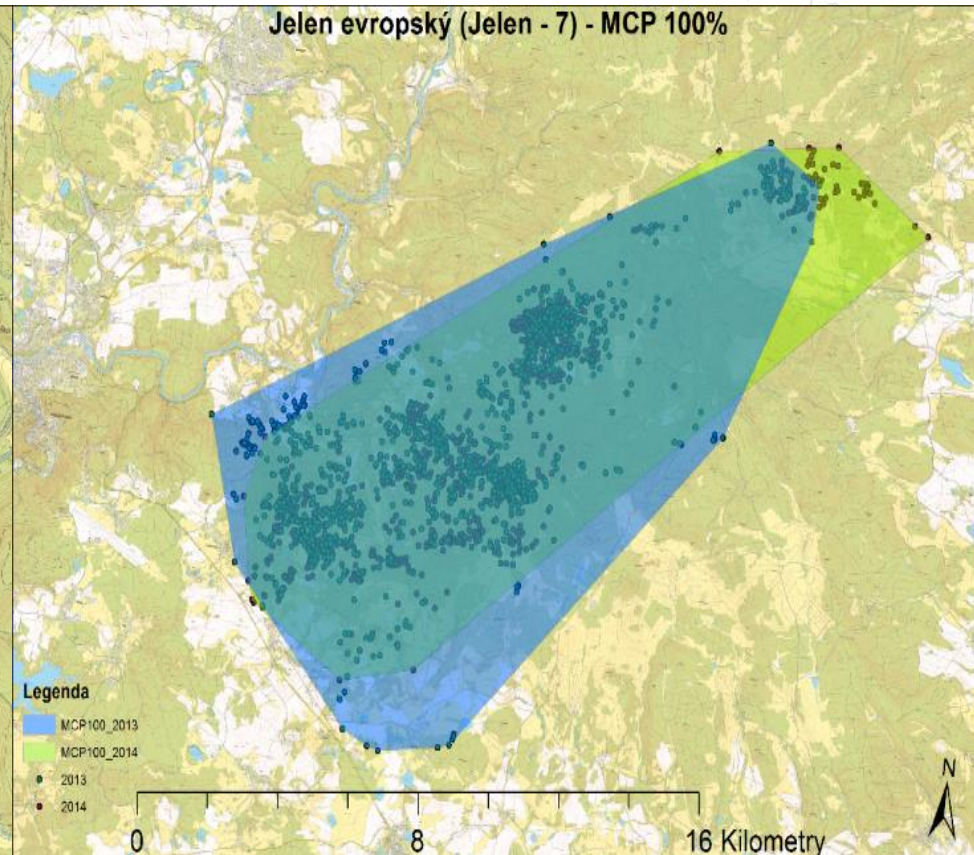 Jelen evropský (Jelen - 7) - MCP 100%
Legenda
MCP100_2013
MCP100_2014
2013
2014
0 8 16 Kilometry
N